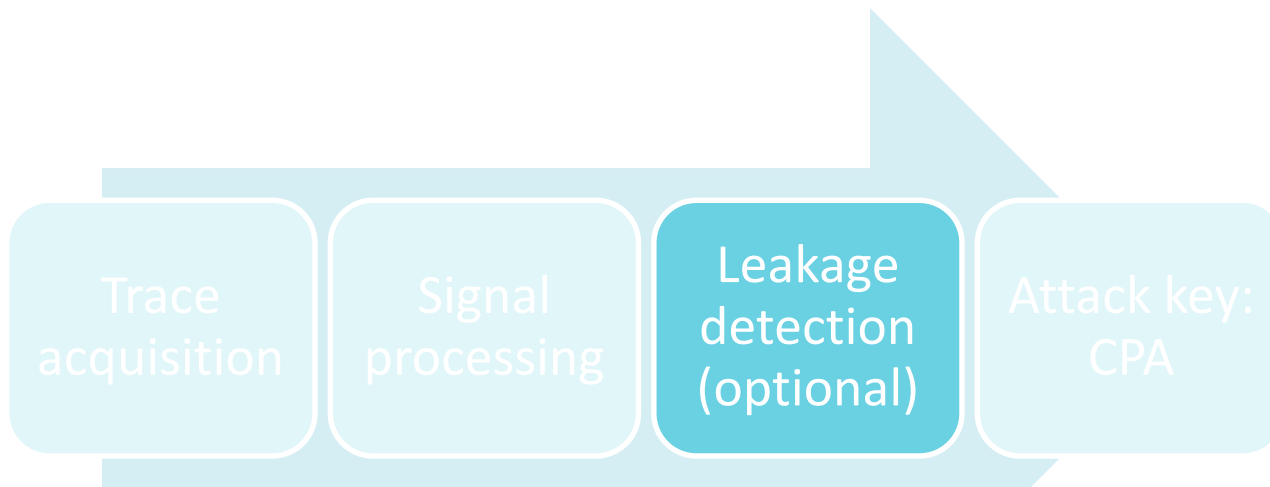 Trace
acquisition
Signal
processing
Leakage
detection
(optional)
Attack key:
CPA